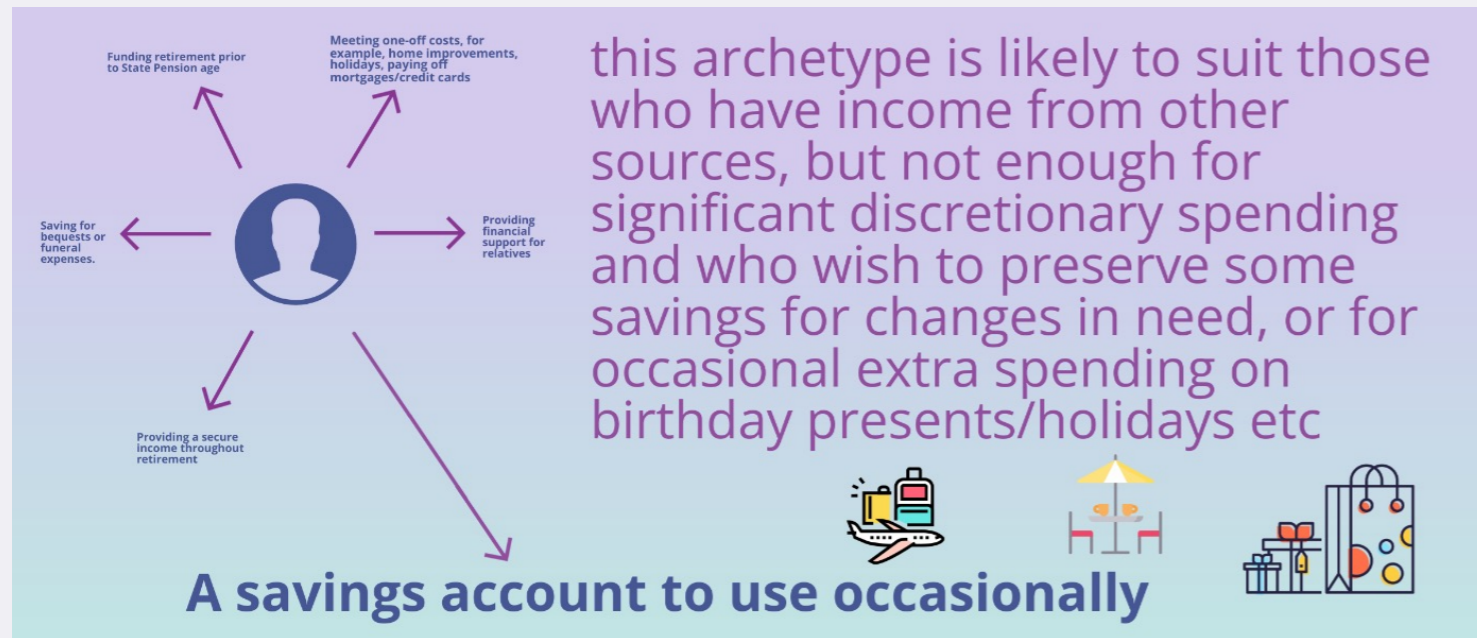 Funding retirement prior
to State Pension age
Meeting one-off costs, for
example, home improvements,
holidays, paying off
mortgages/credit cards
Saving for
bequests or
funeral
expenses.
Providing
financial
support for
relatives
Providing a secure
income throughout
retirement
this archetype is likely to suit those
who have income from other
sources, but not enough for
significant discretionary spending
and who wish to preserve some
savings for changes in need, or for
occasional extra spending on
birthday presents/holidays etc
A savings account to use occasionally